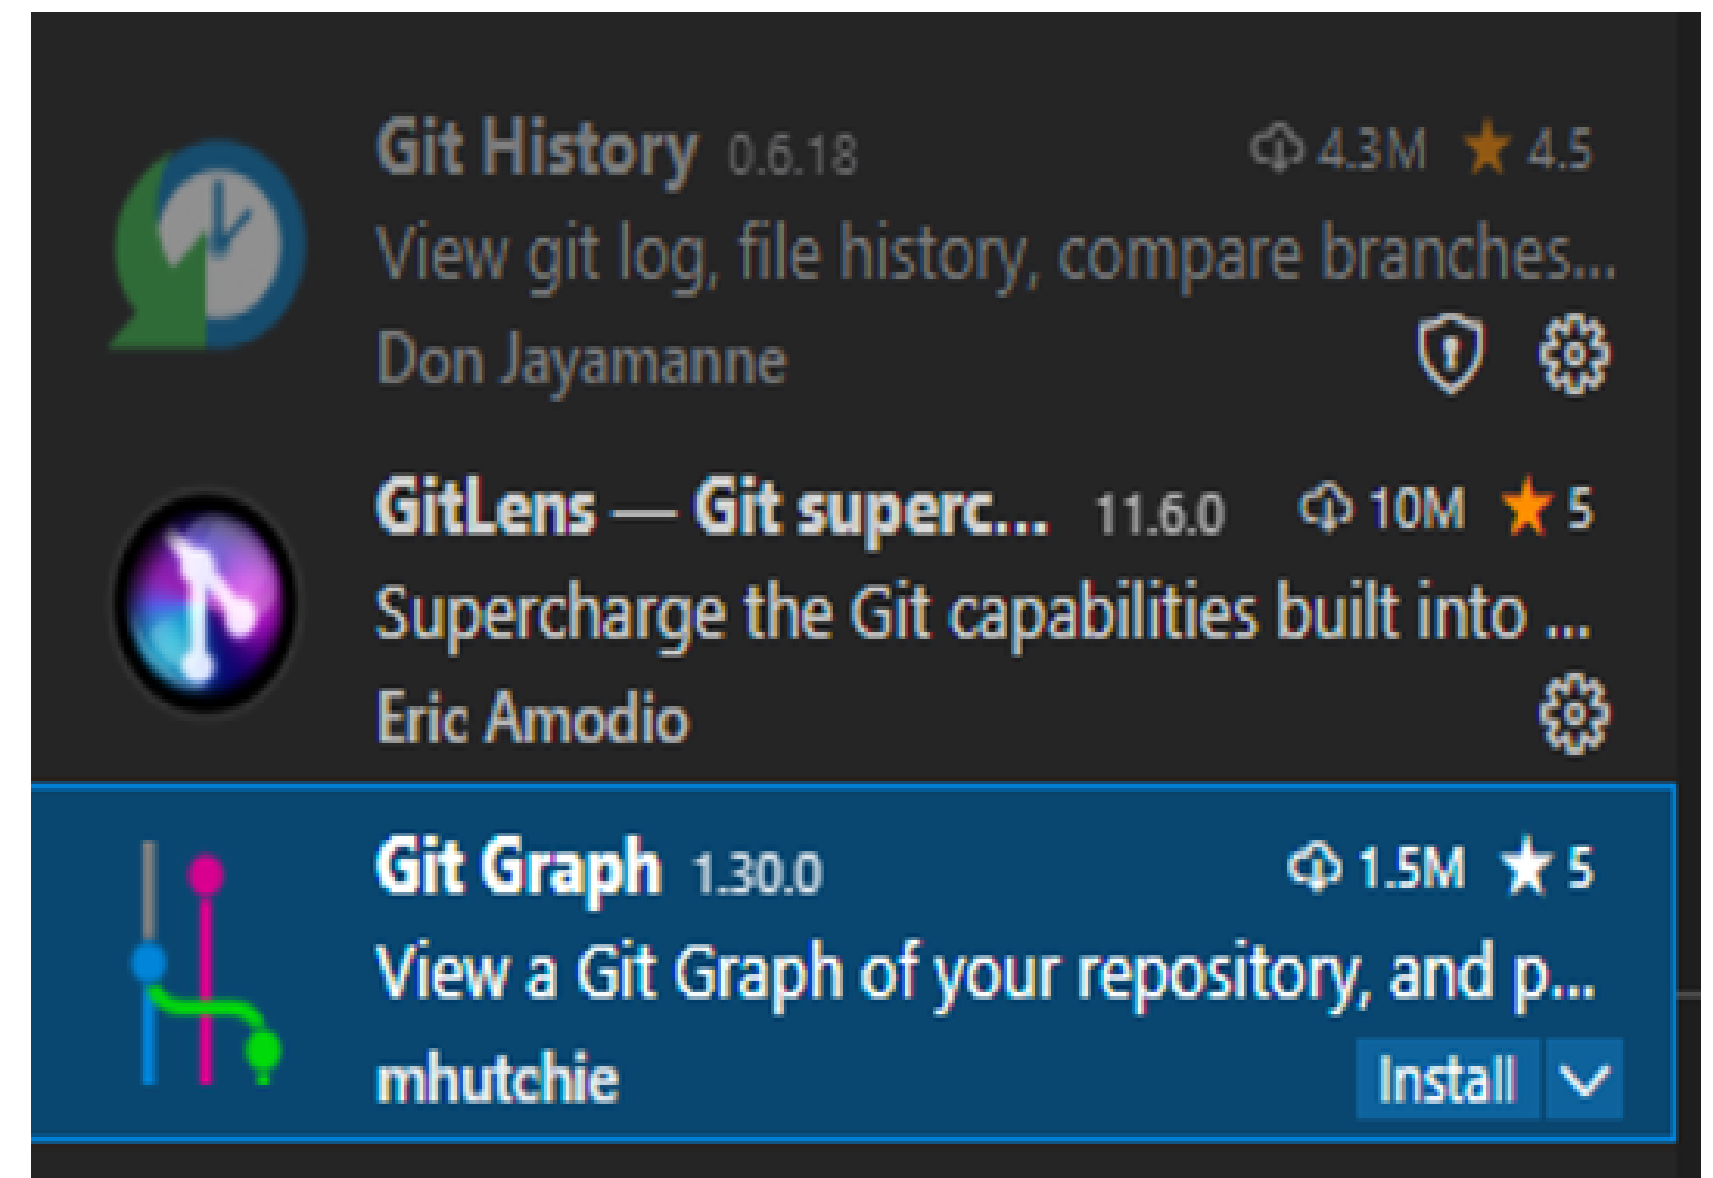 Git History 0.6.18 4.3M 4.5
View git log, file history, compare branches...
Don Jayamanne
GitLens — Git superc... 11.6.0 10M 5
Supercharge the Git capabilities built into ...
Eric Amodio
Git Graph 1.30.0 1.5M 5
View a Git Graph of your repository, and p...
mhutchie Install